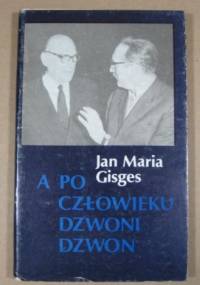 Jan Maria
Gisges
A PO
CZŁOWIEKU
DZWONI
DZWON